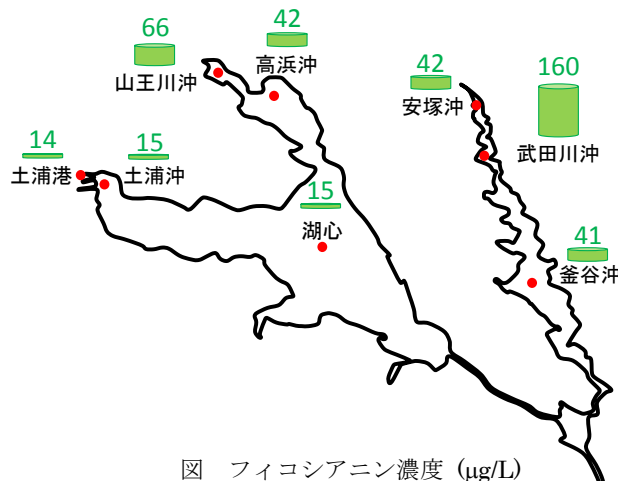 66
山王川沖
42
高浜沖
42
安塚沖
160
武田川沖
14
土浦港
15
土浦沖
15
湖心
41
釜谷沖
図 フィコシアニン濃度 (μg/L)